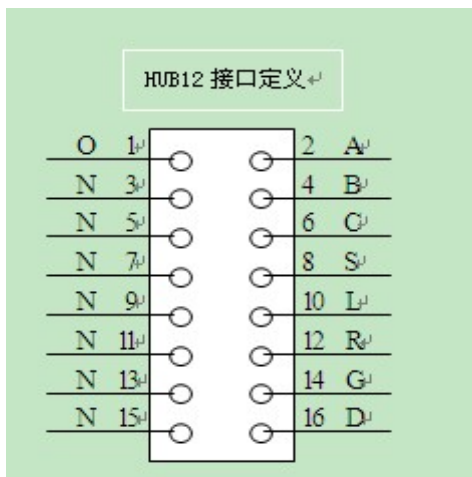 HUB12 接口定义
O 1 2 A
N 3 4 B
N 5 6 C
N 7 8 S
N 9 10 L
N 11 12 R
N 13 14 G
N 15 16 D